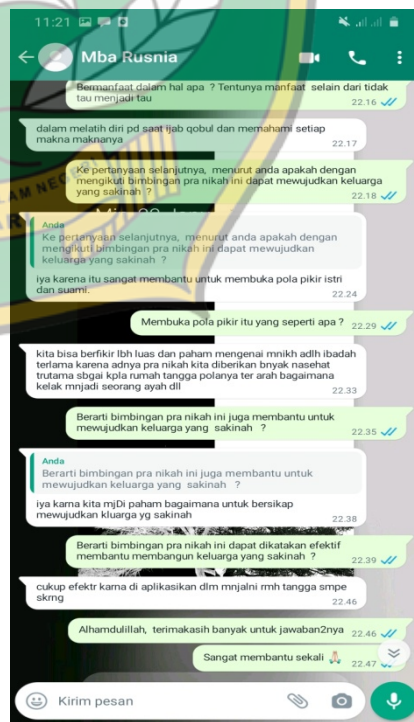 11:21
Mba Rusnia
Bermanfaat dalam hal apa ? Tentunya manfaat selain dari tidak
tau menjadi tau
22.16
dalam melatih diri pd saat ijab qobul dan memahami setiap
makna maknanya
22.17
Ke pertanyaan selanjutnya, menurut anda apakah dengan
mengikuti bimbingan pra nikah ini dapat mewujudkan keluarga
yang sakinah ?
22.18
Anda
Ke pertanyaan selanjutnya, menurut anda apakah dengan
mengikuti bimbingan pra nikah ini dapat mewujudkan
keluarga yang sakinah ?
iya karena itu sangat membantu untuk membuka pola pikir istri
dan suami.
22.24
Membuka pola pikir itu yang seperti apa ?
22.29
kita bisa berfikir lbh luas dan paham mengenai mnikh adlh ibadah
terlama karena adnya pra nikah kita diberikan bnyak nasehat
trutama sbgai kpla rumah tangga polanya ter arah bagaimana
kelak mnjadi seorang ayah dll
22.33
Berarti bimbingan pra nikah ini juga membantu untuk
mewujudkan keluarga yang sakinah ?
22.35
Anda
Berarti bimbingan pra nikah ini juga membantu untuk
mewujudkan keluarga yang sakinah ?
iya karna kita mjDi paham bagaimana untuk bersikap
mewujudkan kluarga yg sakinah
22.38
Berarti bimbingan pra nikah ini dapat dikatakan efektif
membantu membangun keluarga yang sakinah ?
22.39
cukup efektr karna di aplikasikan dlm mnjalni rmh tangga smpe
skrng
22.46
Alhamdulillah, terimakasih banyak untuk jawaban2nya
22.46
Sangat membantu sekali 🙏
22.47
Kirim pesan